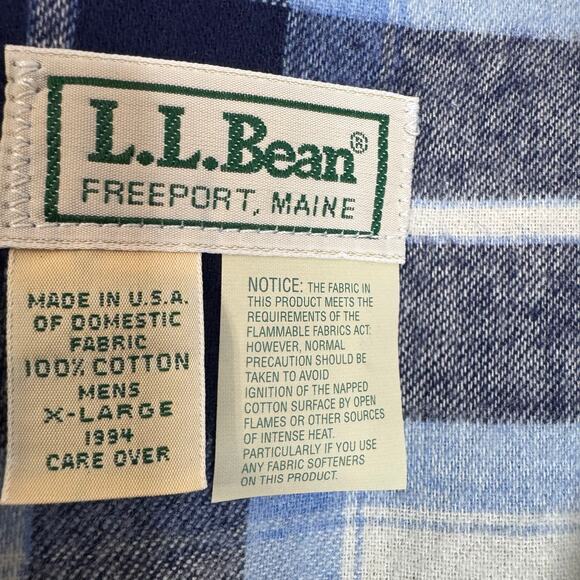 L.L.Bean®
FREEPORT, MAINE
MADE IN U.S.A.
OF DOMESTIC
FABRIC
100% COTTON
MENS
X-LARGE
1994
CARE OVER
NOTICE: THE FABRIC IN
THIS PRODUCT MEETS THE
REQUIREMENTS OF THE
FLAMMABLE FABRICS ACT:
HOWEVER, NORMAL
PRECAUTION SHOULD BE
TAKEN TO AVOID
IGNITION OF THE NAPPED
COTTON SURFACE BY OPEN
FLAMES OR OTHER SOURCES
OF INTENSE HEAT.
PARTICULARLY IF YOU USE
ANY FABRIC SOFTENERS
ON THIS PRODUCT.